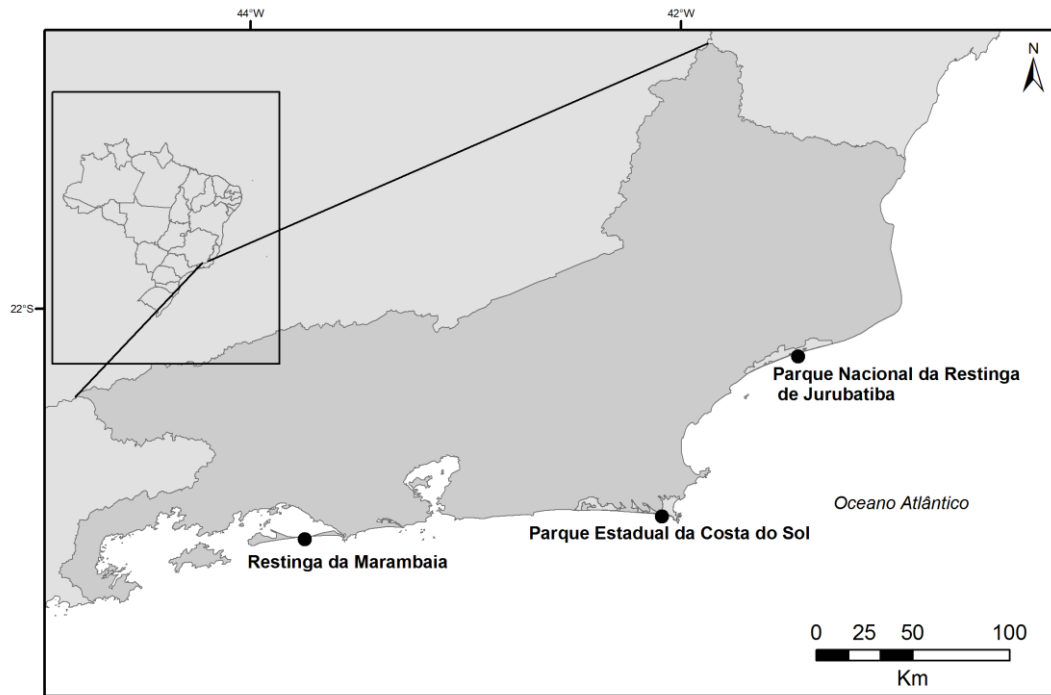 44°W
42°W
N
22°S
Parque Nacional da Restinga
de Jurubatiba
Oceano Atlântico
Parque Estadual da Costa do Sol
Restinga da Marambaia
0 25 50 100
Km